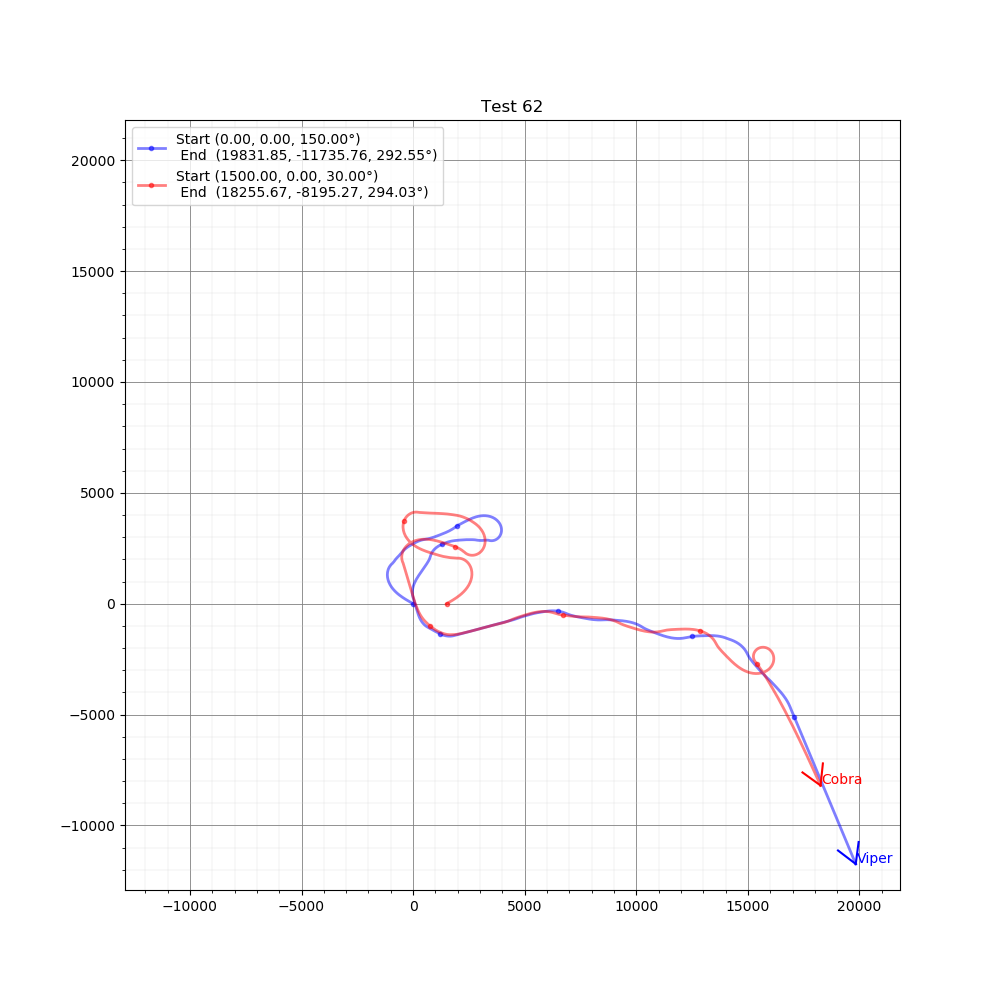 Test 62
Start (0.00, 0.00, 150.00°)
End (19831.85, -11735.76, 292.55°)
Start (1500.00, 0.00, 30.00°)
End (18255.67, -8195.27, 294.03°)
20000
15000
10000
5000
0
−5000
−10000
Cobra
Viper
−10000 −5000 0 5000 10000 15000 20000